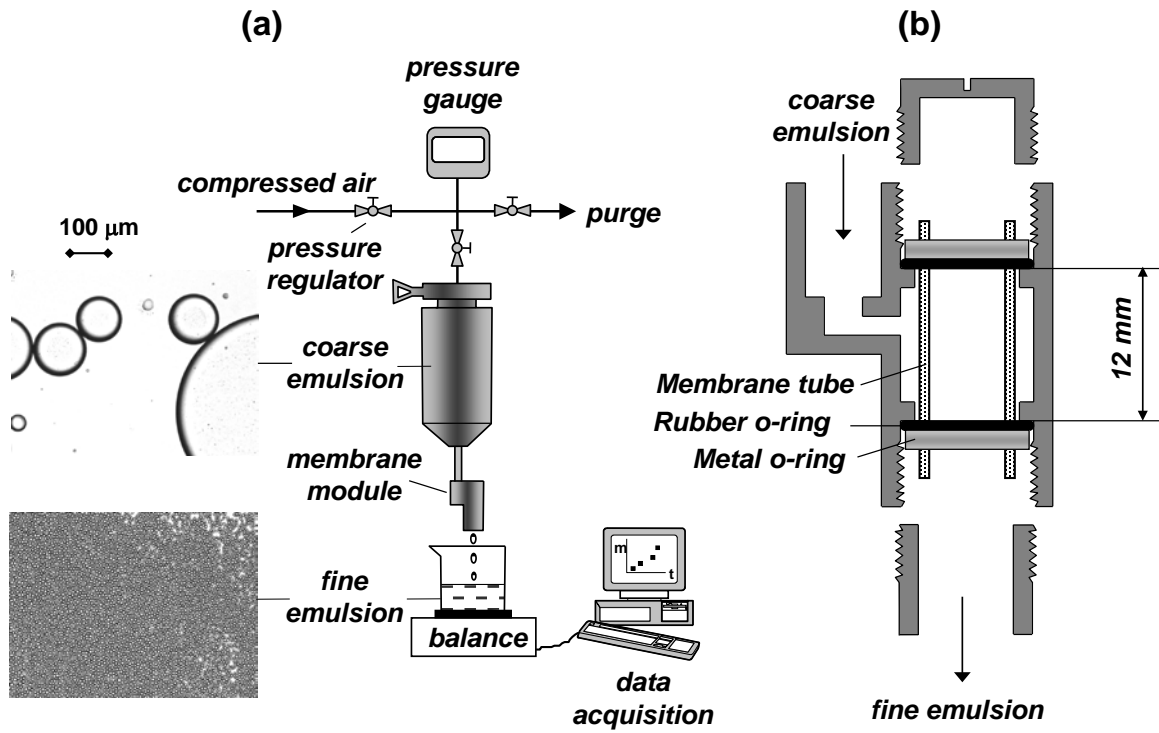 (a)
pressure
gauge
compressed air
purge
100 μm
pressure
regulator
coarse
emulsion
membrane
module
fine
emulsion
balance
m
t
data
acquisition
(b)
coarse
emulsion
12 mm
Membrane tube
Rubber o-ring
Metal o-ring
fine emulsion